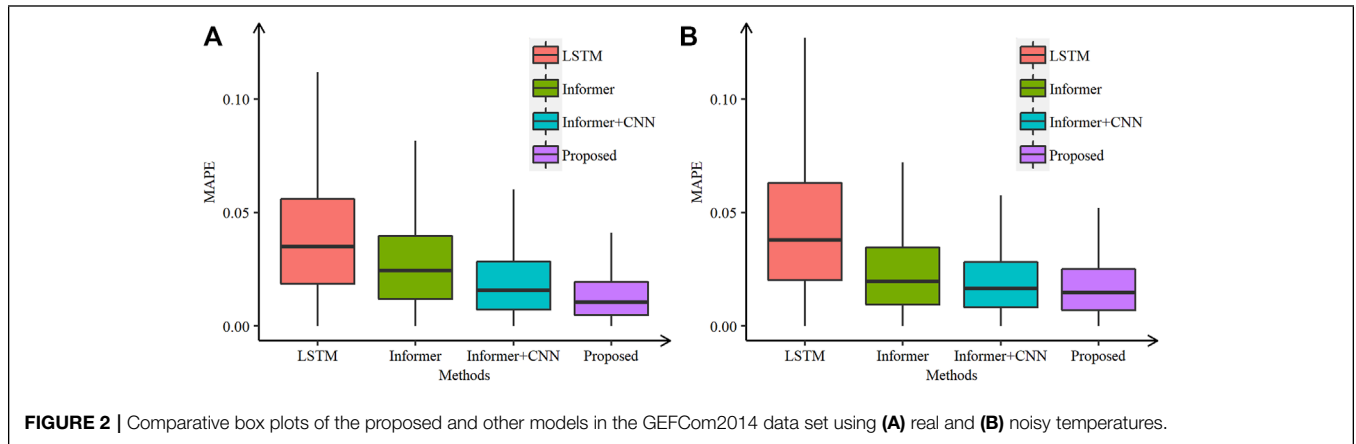 A
MAPE
0.10
0.05
0.00
LSTM
Informer
Informer+CNN
Proposed
LSTM Informer Informer+CNN Proposed
Methods
B
MAPE
0.10
0.05
0.00
LSTM
Informer
Informer+CNN
Proposed
LSTM Informer Informer+CNN Proposed
Methods
FIGURE 2 | Comparative box plots of the proposed and other models in the GEFCom2014 data set using (A) real and (B) noisy temperatures.